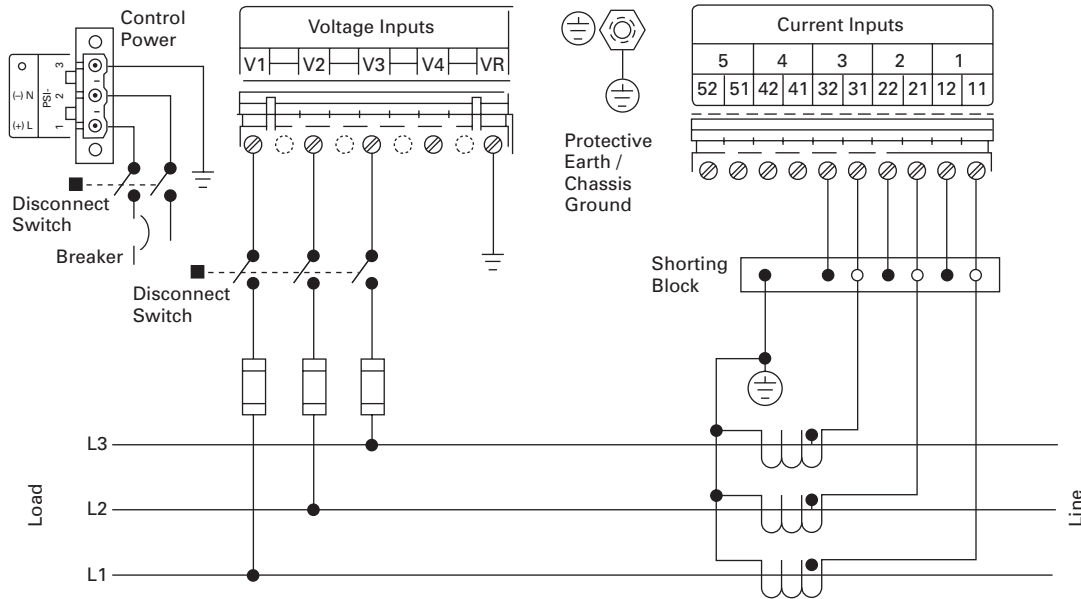 Control
Power
3
2
1
(–) N
(+) L
PSI-
Disconnect
Switch
Breaker
Voltage Inputs
V1 V2 V3 V4 VR
Disconnect
Switch
Protective
Earth /
Chassis
Ground
Current Inputs
5 4 3 2 1
52 51 42 41 32 31 22 21 12 11
Shorting
Block
L3
L2
L1
Load
Line